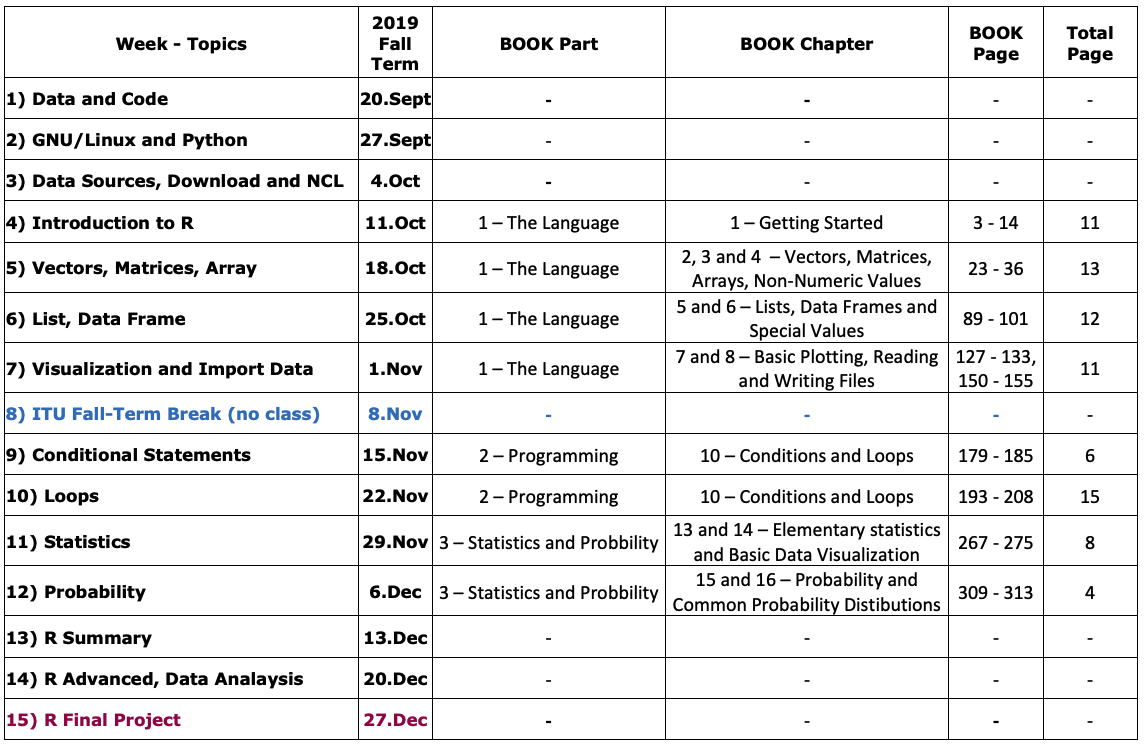 Week - Topics 2019 Fall Term BOOK Part BOOK Chapter BOOK Page Total Page
1) Data and Code 20.Sept - - - -
2) GNU/Linux and Python 27.Sept - - - -
3) Data Sources, Download and NCL 4.Oct - - - -
4) Introduction to R 11.Oct 1 – The Language 1 – Getting Started 3 - 14 11
5) Vectors, Matrices, Array 18.Oct 1 – The Language 2, 3 and 4 – Vectors, Matrices, Arrays, Non-Numeric Values 23 - 36 13
6) List, Data Frame 25.Oct 1 – The Language 5 and 6 – Lists, Data Frames and Special Values 89 - 101 12
7) Visualization and Import Data 1.Nov 1 – The Language 7 and 8 – Basic Plotting, Reading and Writing Files 127 - 133, 150 - 155 11
8) ITU Fall-Term Break (no class) 8.Nov - - - -
9) Conditional Statements 15.Nov 2 – Programming 10 – Conditions and Loops 179 - 185 6
10) Loops 22.Nov 2 – Programming 10 – Conditions and Loops 193 - 208 15
11) Statistics 29.Nov 3 – Statistics and Probbility 13 and 14 – Elementary statistics and Basic Data Visualization 267 - 275 8
12) Probability 6.Dec 3 – Statistics and Probbility 15 and 16 – Probability and Common Probability Distibutions 309 - 313 4
13) R Summary 13.Dec - - - -
14) R Advanced, Data Analaysis 20.Dec - - - -
15) R Final Project 27.Dec - - - -